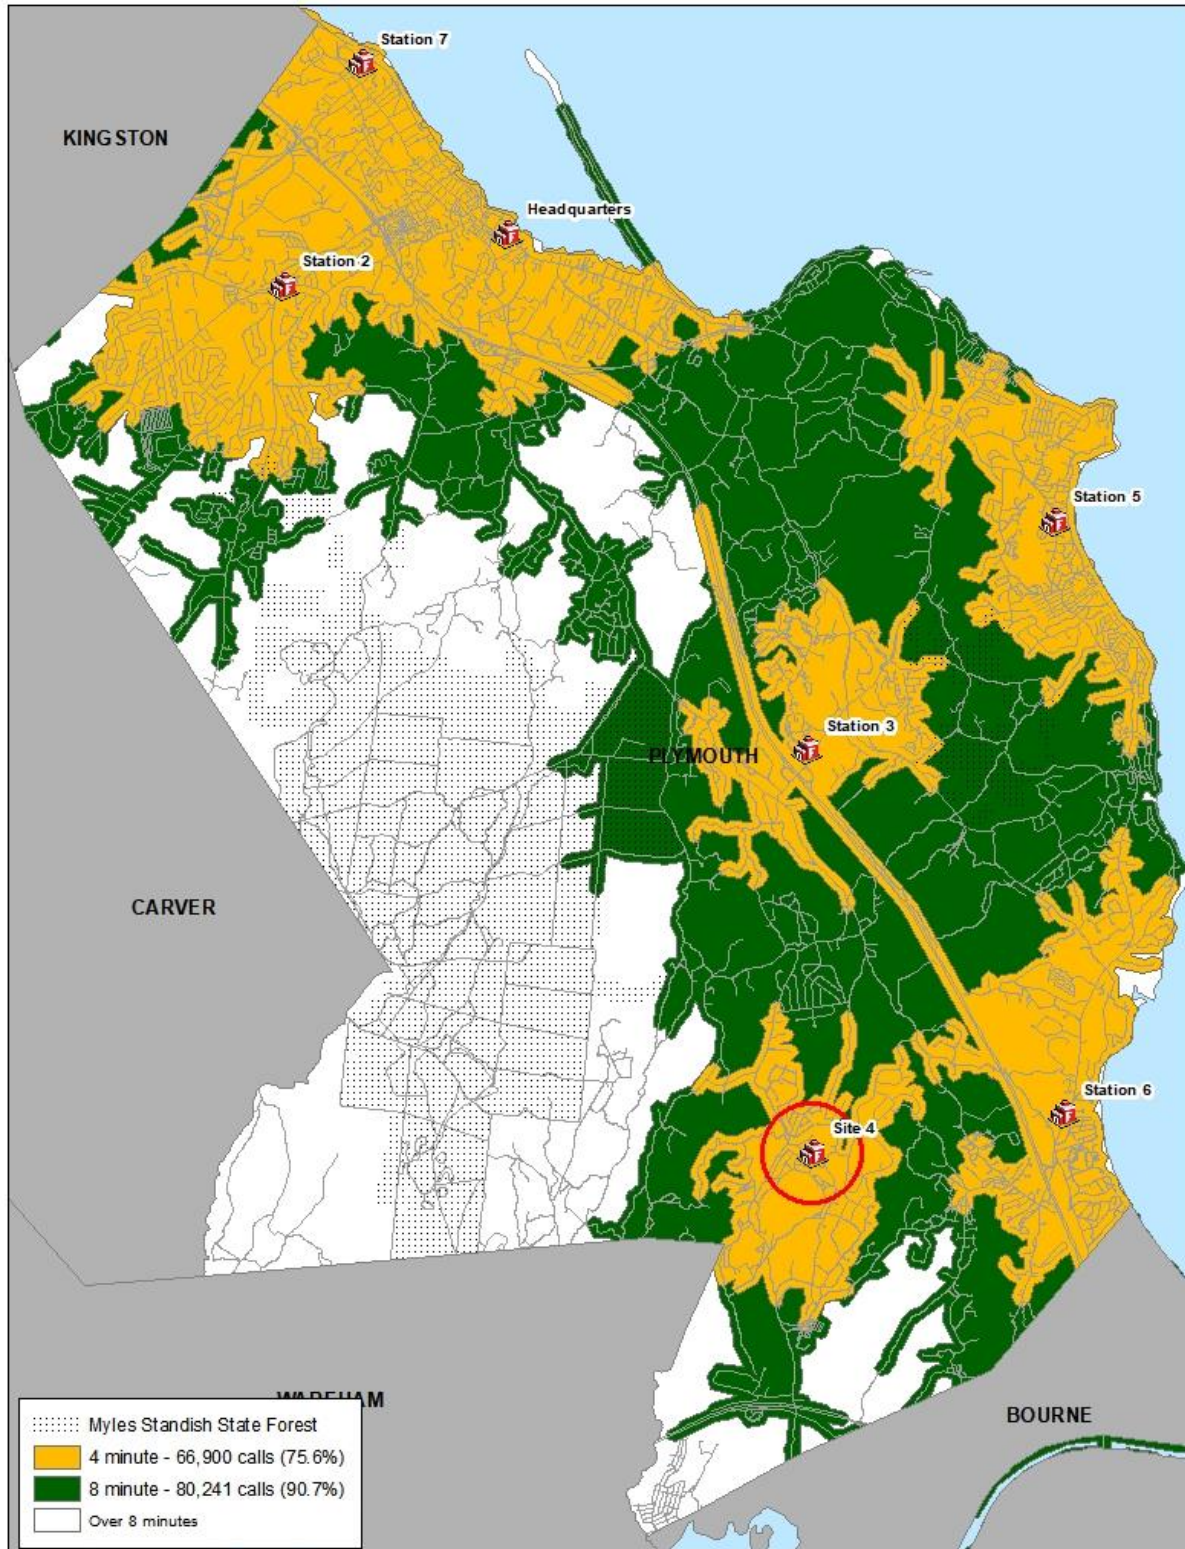 Station 7
KINGSTON
Headquarters
Station 2
Station 5
Station 3
PLYMOUTH
CARVER
Station 6
Site 4
WAREHAM
BOURNE
Myles Standish State Forest
4 minute - 66,900 calls (75.6%)
8 minute - 80,241 calls (90.7%)
Over 8 minutes